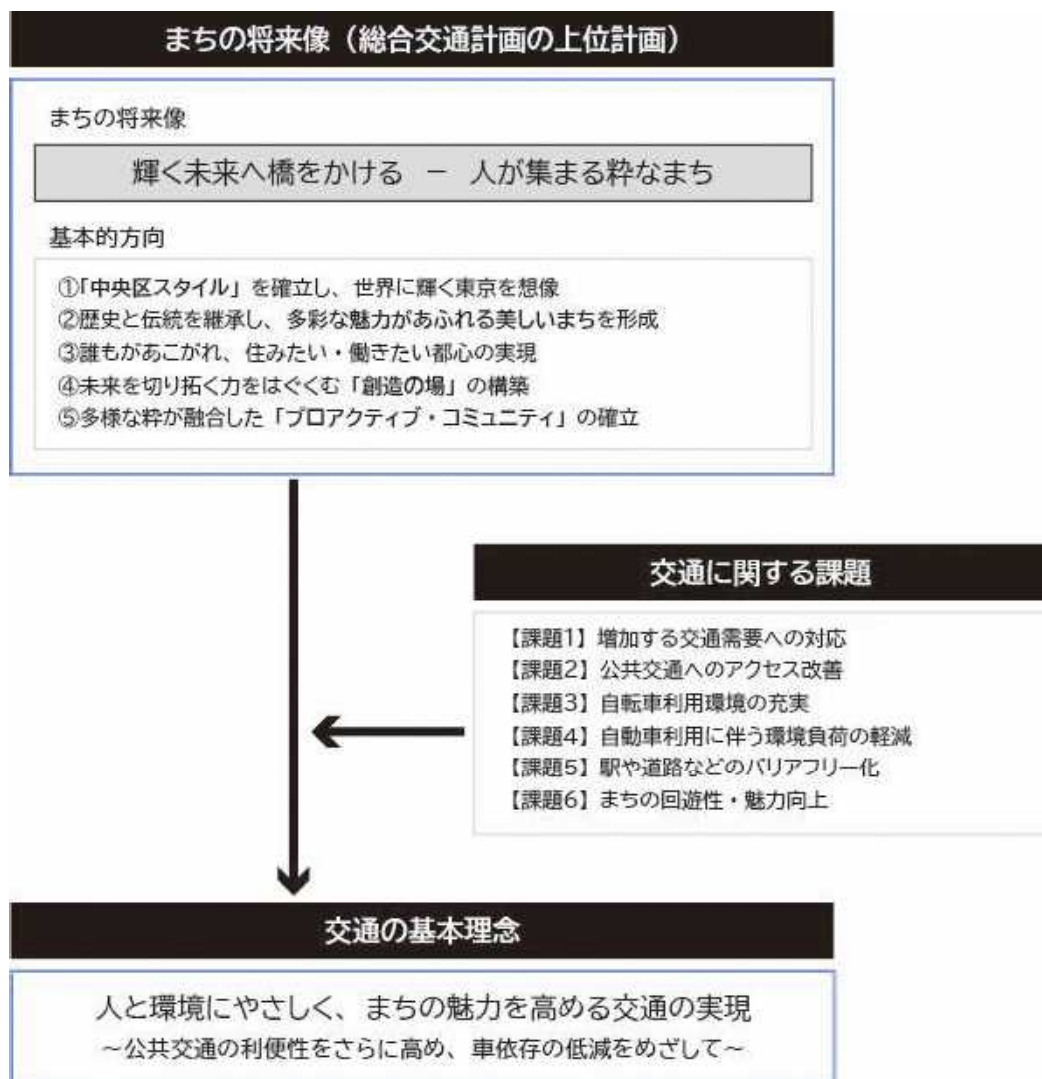 まちの将来像（総合交通計画の上位計画）
まちの将来像
輝く未来へ橋をかける － 人が集まる粋なまち
基本的方向
①「中央区スタイル」を確立し、世界に輝く東京を想像
②歴史と伝統を継承し、多彩な魅力があふれる美しいまちを形成
③誰もがあこがれ、住みたい・働きたい都心の実現
④未来を切り拓く力をはぐくむ「創造の場」の構築
⑤多様な粋が融合した「プロアクティブ・コミュニティ」の確立
交通に関する課題
【課題1】増加する交通需要への対応
【課題2】公共交通へのアクセス改善
【課題3】自転車利用環境の充実
【課題4】自動車利用に伴う環境負荷の軽減
【課題5】駅や道路などのバリアフリー化
【課題6】まちの回遊性・魅力向上
交通の基本理念
人と環境にやさしく、まちの魅力を高める交通の実現
～公共交通の利便性をさらに高め、車依存の低減をめざして～